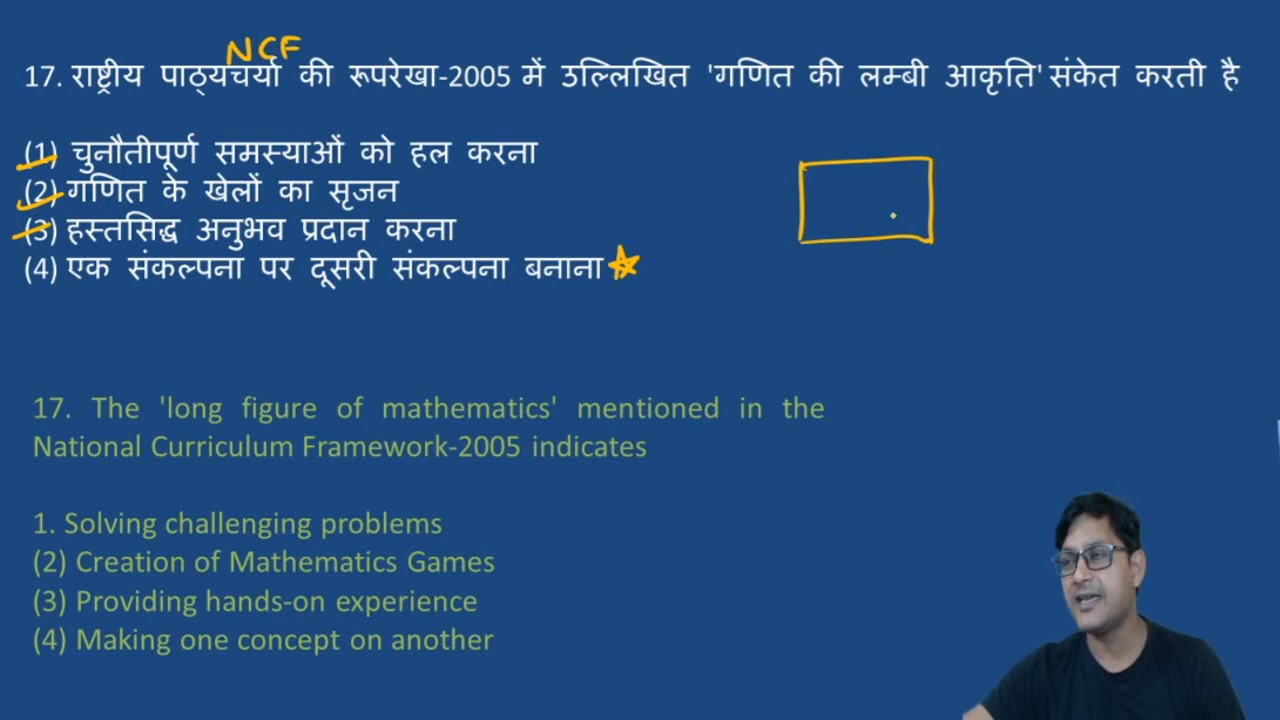 NCF
17. राष्ट्रीय पाठ्यचर्या की रूपरेखा-2005 में उल्लिखित 'गणित की लम्बी आकृति' संकेत करती है
(1) चुनौतीपूर्ण समस्याओं को हल करना
(2) गणित के खेलों का सृजन
(3) हस्तसिद्ध अनुभव प्रदान करना
(4) एक संकल्पना पर दूसरी संकल्पना बनाना
17. The 'long figure of mathematics' mentioned in the
National Curriculum Framework-2005 indicates
1. Solving challenging problems
(2) Creation of Mathematics Games
(3) Providing hands-on experience
(4) Making one concept on another